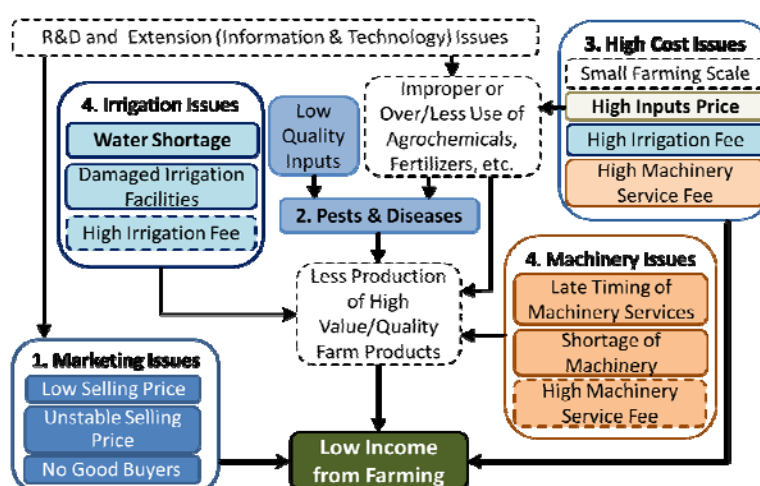 R&D and Extension (Information & Technology) Issues
3. High Cost Issues
Small Farming Scale
High Inputs Price
High Irrigation Fee
High Machinery
Service Fee
4. Irrigation Issues
Water Shortage
Damaged Irrigation
Facilities
High Irrigation Fee
Low
Quality
Inputs
Improper or
Over/Less Use of
Agrochemicals,
Fertilizers, etc.
2. Pests & Diseases
Less Production
of High
Value/Quality
Farm Products
4. Machinery Issues
Late Timing of
Machinery Services
Shortage of
Machinery
High Machinery
Service Fee
1. Marketing Issues
Low Selling Price
Unstable Selling
Price
No Good Buyers
Low Income
from Farming